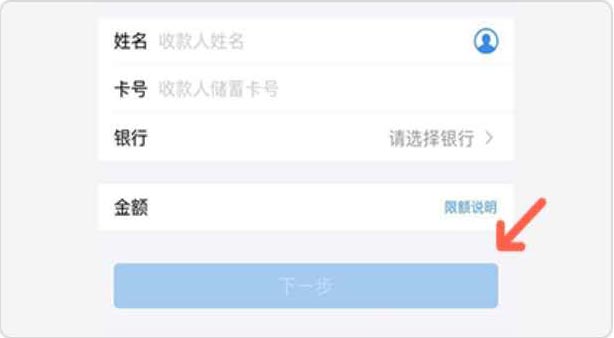 姓名 收款人姓名
卡号 收款人储蓄卡号
银行 请选择银行
金额 限额说明
下一步